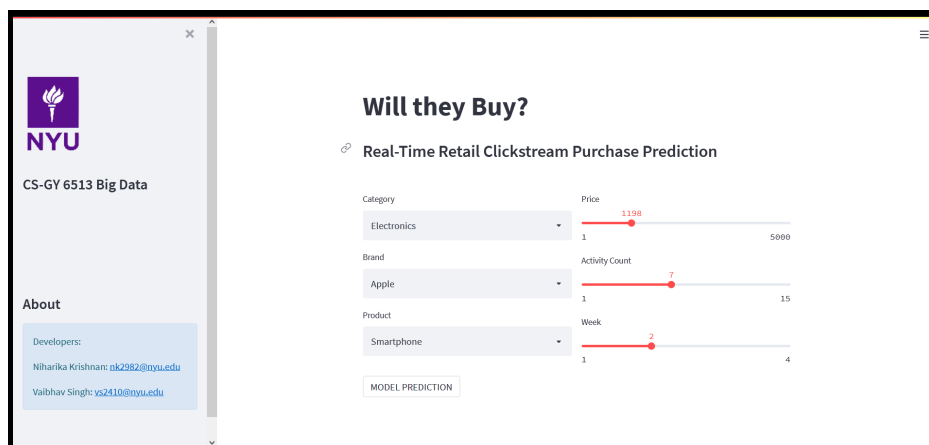 NYU
CS-GY 6513 Big Data
About
Developers:
Niharika Krishnan: nk2982@nyu.edu
Vaibhav Singh: vs2410@nyu.edu
Will they Buy?
Real-Time Retail Clickstream Purchase Prediction
Category
Electronics
Brand
Apple
Product
Smartphone
MODEL PREDICTION
Price
1198
1 5000
Activity Count
7
1 15
Week
2
1 4